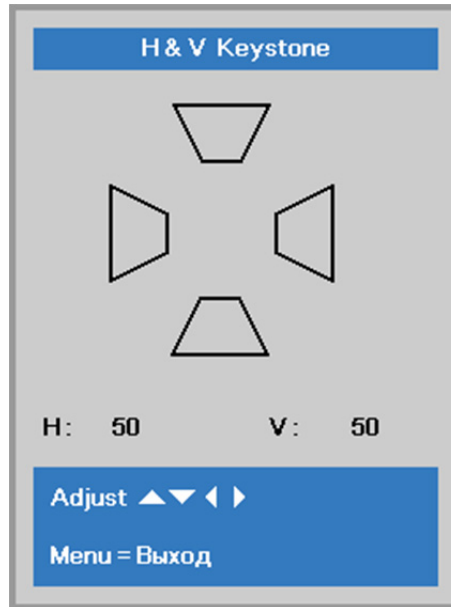 H & V Keystone
H: 50 V: 50
Adjust ▲▼◀▶
Menu = Выход